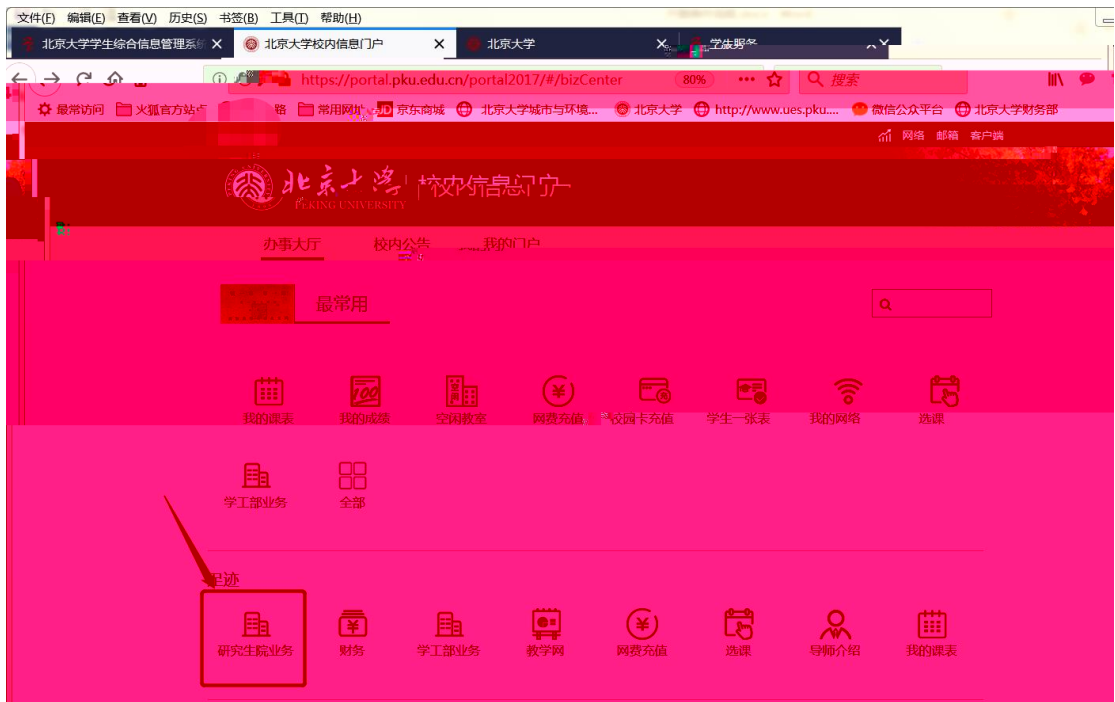 文件(F) 编辑(E) 查看(V) 历史(S) 书签(B) 工具(T) 帮助(H)
北京大学学生综合信息管理系统 北京大学校内信息门户 北京大学
https://portal.pku.edu.cn/portal2017/#/bizCenter 80% 搜索
最常访问 火狐官方站点 常用网址 京东商城 北京大学城市与环境... 北京大学 http://www.ues.pku.... 微信公众平台 北京大学财务部
网络 邮箱 客户端
北京大学 校内信息门户
PEKING UNIVERSITY
办事大厅 校内公告 我的门户
最常用
我的课表 我的成绩 空闲教室 网费充值 校园卡充值 学生一张表 我的网络 选课
学工部业务 全部
足迹
研究生院业务 财务 学工部业务 教学网 网费充值 选课 导师介绍 我的课表